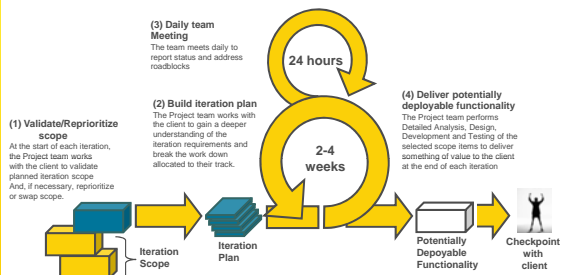 (3) Daily team
Meeting
The team meets daily to
report status and address
roadblocks
24 hours
(2) Build iteration plan
The Project team works with
the client to gain a deeper
understanding of the
iteration requirements and
break the work down
allocated to their track.
(4) Deliver potentially
deployable functionality
The Project team performs
Detailed Analysis, Design,
Development and Testing of the
selected scope items to deliver
something of value to the client
at the end of each iteration
(1) Validate/Reprioritize
scope
At the start of each iteration,
the Project team works
with the client to validate
planned iteration scope
And, if necessary, reprioritize
or swap scope.
2-4
weeks
Iteration
Scope
Iteration
Plan
Potentially
Depoyable
Functionality
Checkpoint
with
client